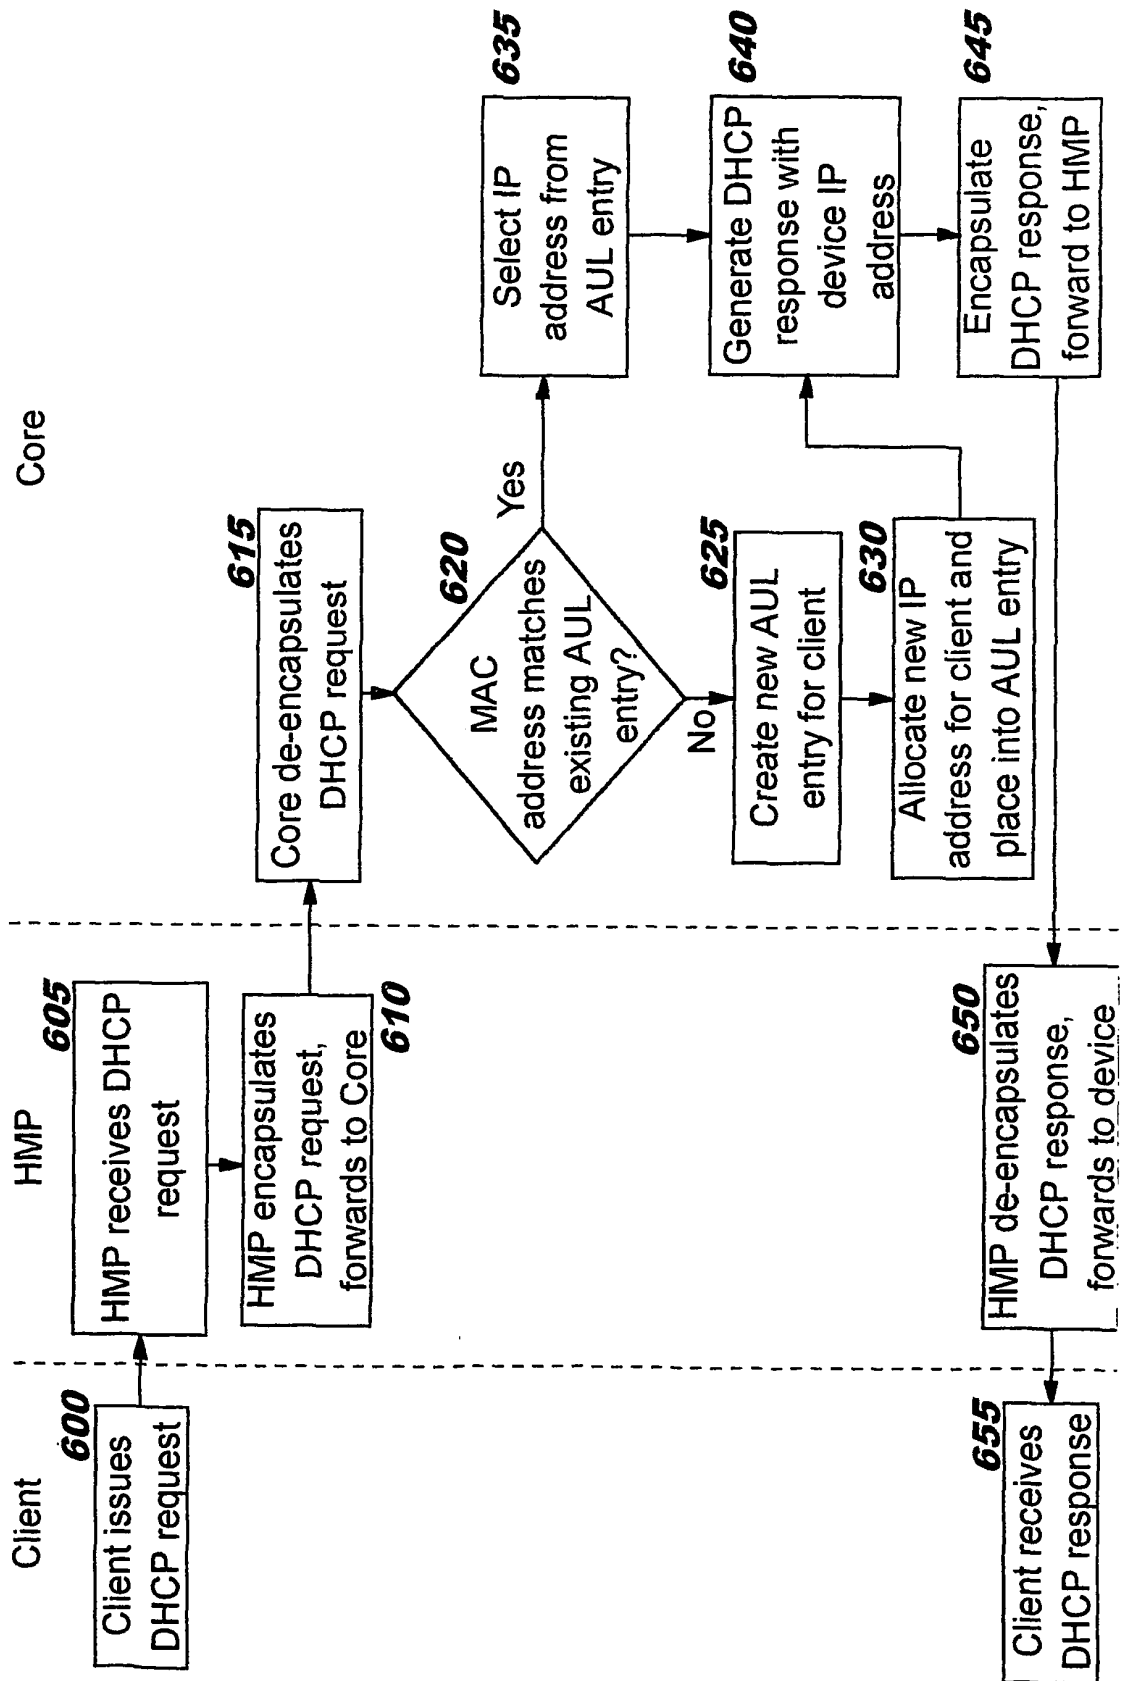 Client
HMP
Core
600
Client issues
DHCP request
605
HMP receives DHCP
request
HMP encapsulates
DHCP request,
forwards to Core
610
615
Core de-encapsulates
DHCP request
620
MAC
address matches
existing AUL
entry?
Yes
No
635
Select IP
address from
AUL entry
625
Create new AUL
entry for client
630
Allocate new IP
address for client and
place into AUL entry
640
Generate DHCP
response with
device IP
address
645
Encapsulate
DHCP response,
forward to HMP
650
HMP de-encapsulates
DHCP response,
forwards to device
655
Client receives
DHCP response